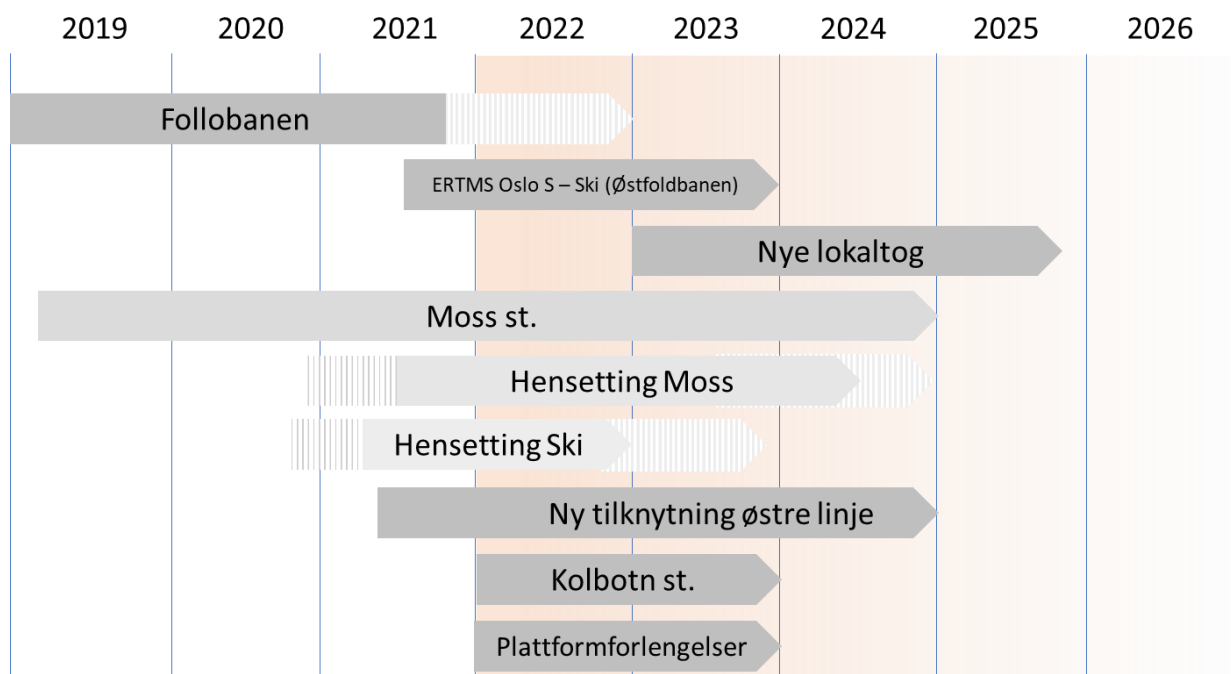 2019 2020 2021 2022 2023 2024 2025 2026
Follobanen
ERTMS Oslo S – Ski (Østfoldbanen)
Nye lokaltog
Moss st.
Hensetting Moss
Hensetting Ski
Ny tilknytning østre linje
Kolbotn st.
Plattformforlengelser